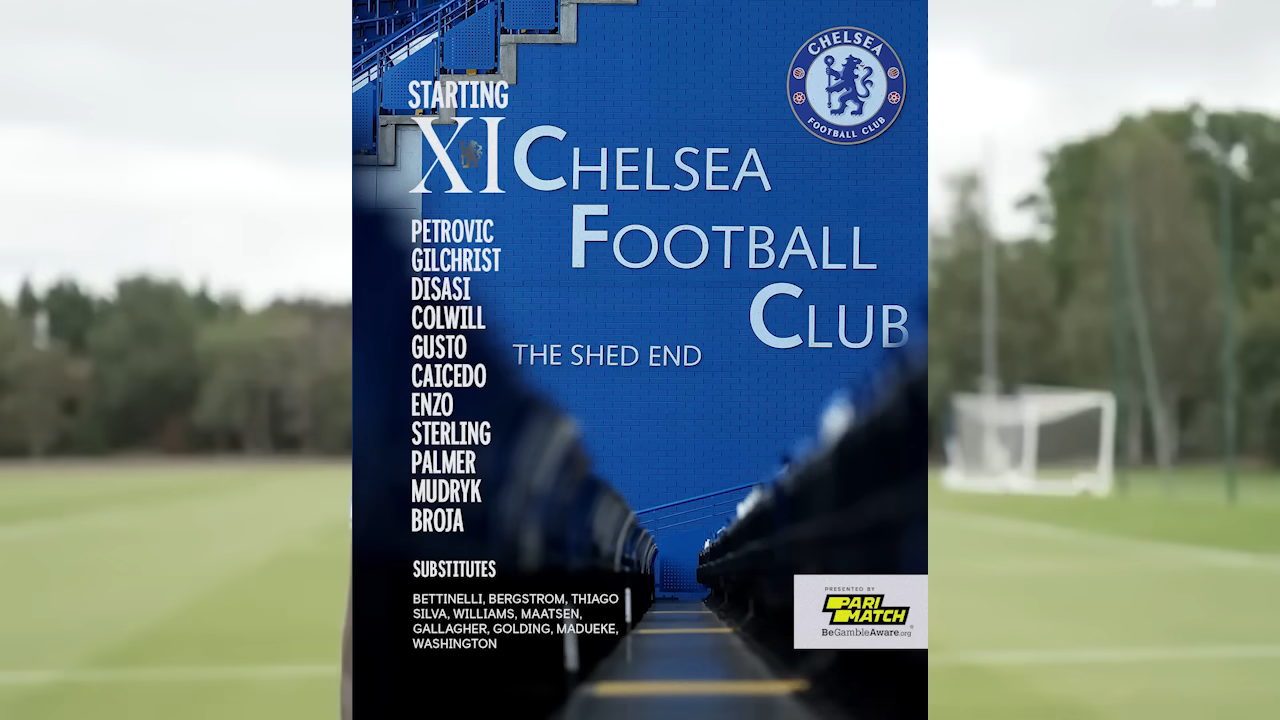 CHELSEA
FOOTBALL CLUB
STARTING
XI
CHELSEA
FOOTBALL
CLUB
THE SHED END
PETROVIC
GILCHRIST
DISASI
COLWILL
GUSTO
CAICEDO
ENZO
STERLING
PALMER
MUDRYK
BROJA
SUBSTITUTES
BETTINELLI, BERGSTROM, THIAGO
SILVA, WILLIAMS, MAATSEN,
GALLAGHER, GOLDING, MADUEKE,
WASHINGTON
PRESENTED BY
PARI
MATCH
BeGambleAware.org®